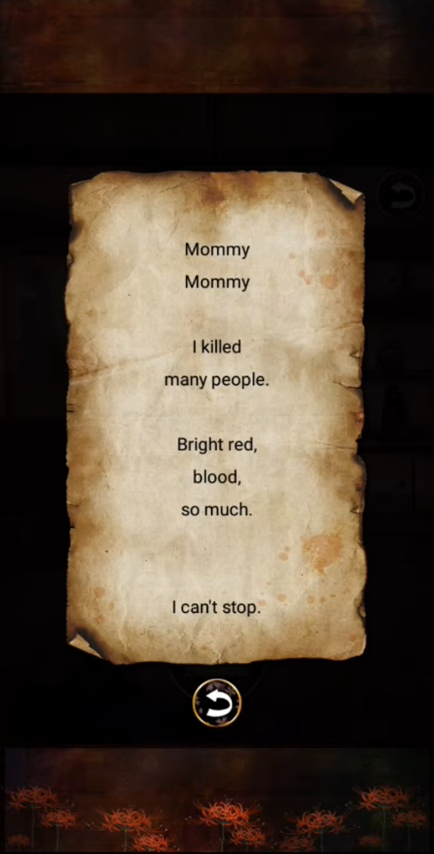 Mommy
Mommy
I killed
many people.
Bright red,
blood,
so much.
I can't stop.